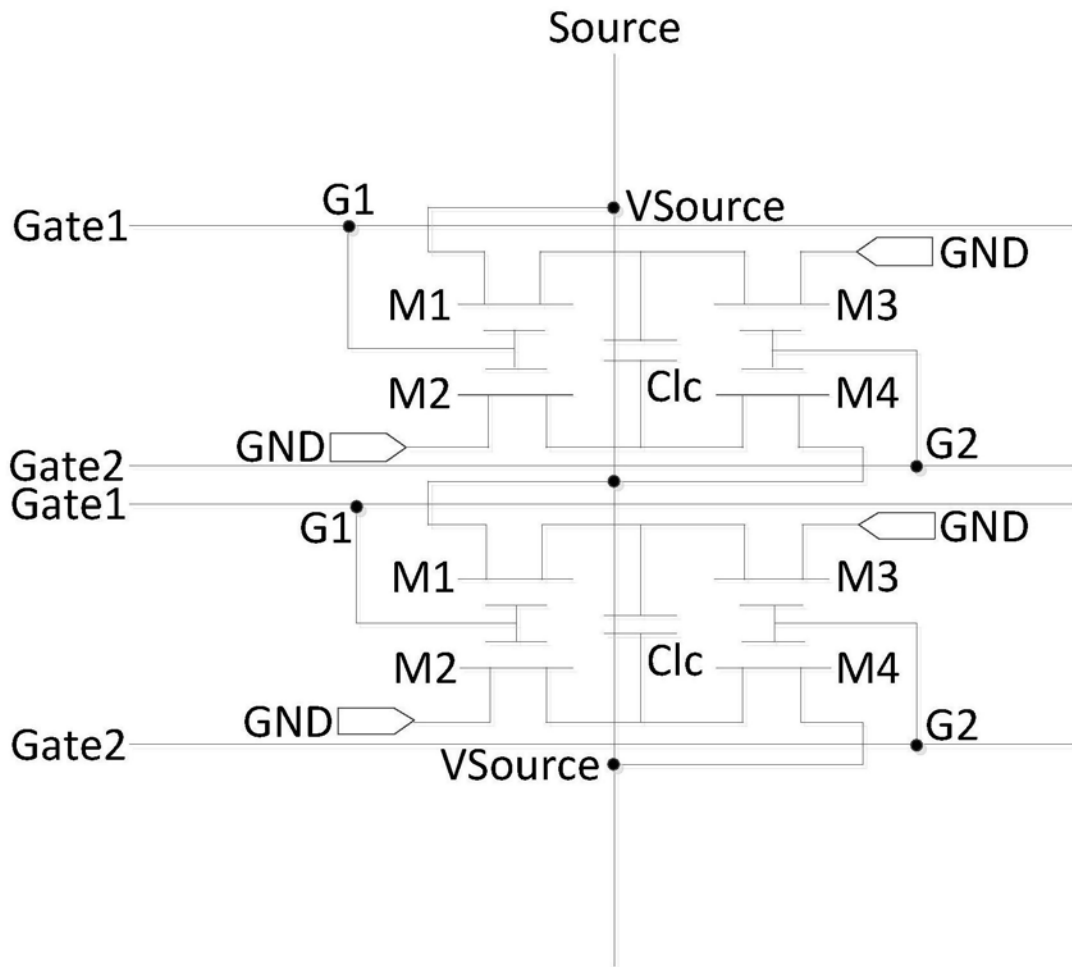 Source
G1
VSource
Gate1
GND
M1
M3
Clc
M2
M4
GND
G2
Gate2
Gate1
G1
GND
M1
M3
Clc
M2
M4
GND
G2
Gate2
VSource